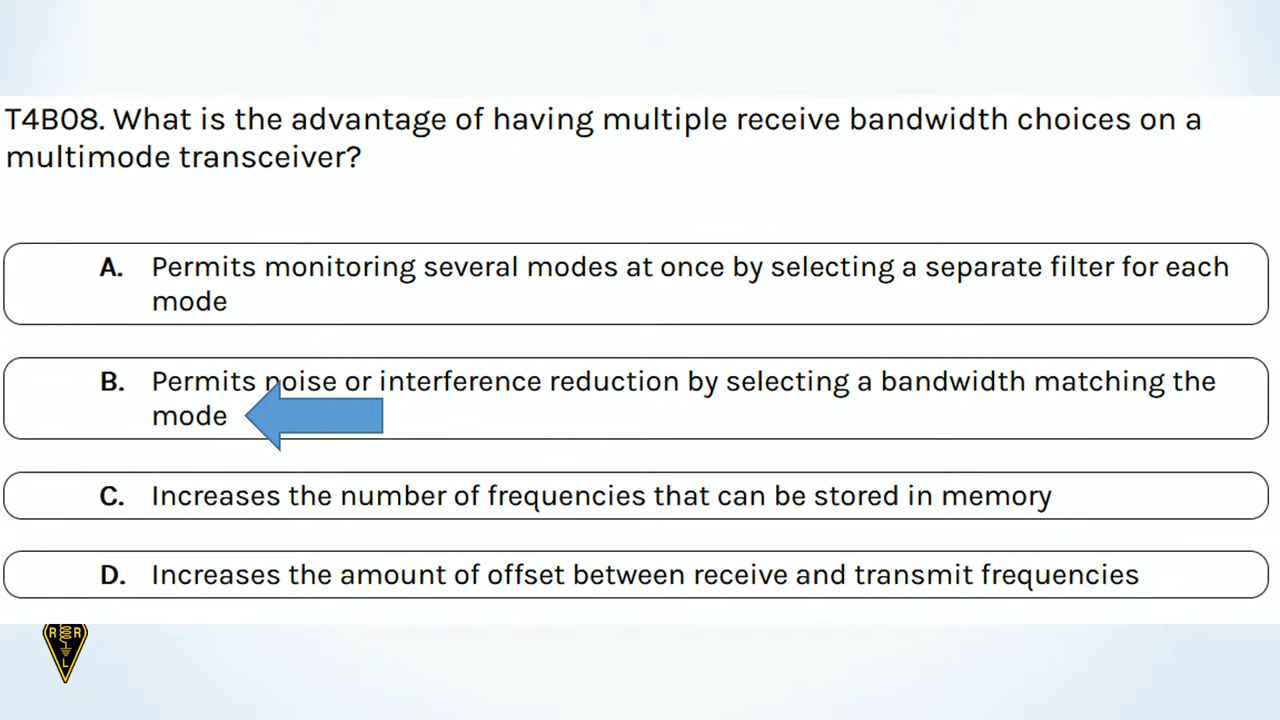 T4B08. What is the advantage of having multiple receive bandwidth choices on a
multimode transceiver?
A. Permits monitoring several modes at once by selecting a separate filter for each
mode
B. Permits noise or interference reduction by selecting a bandwidth matching the
mode
C. Increases the number of frequencies that can be stored in memory
D. Increases the amount of offset between receive and transmit frequencies
R R
L